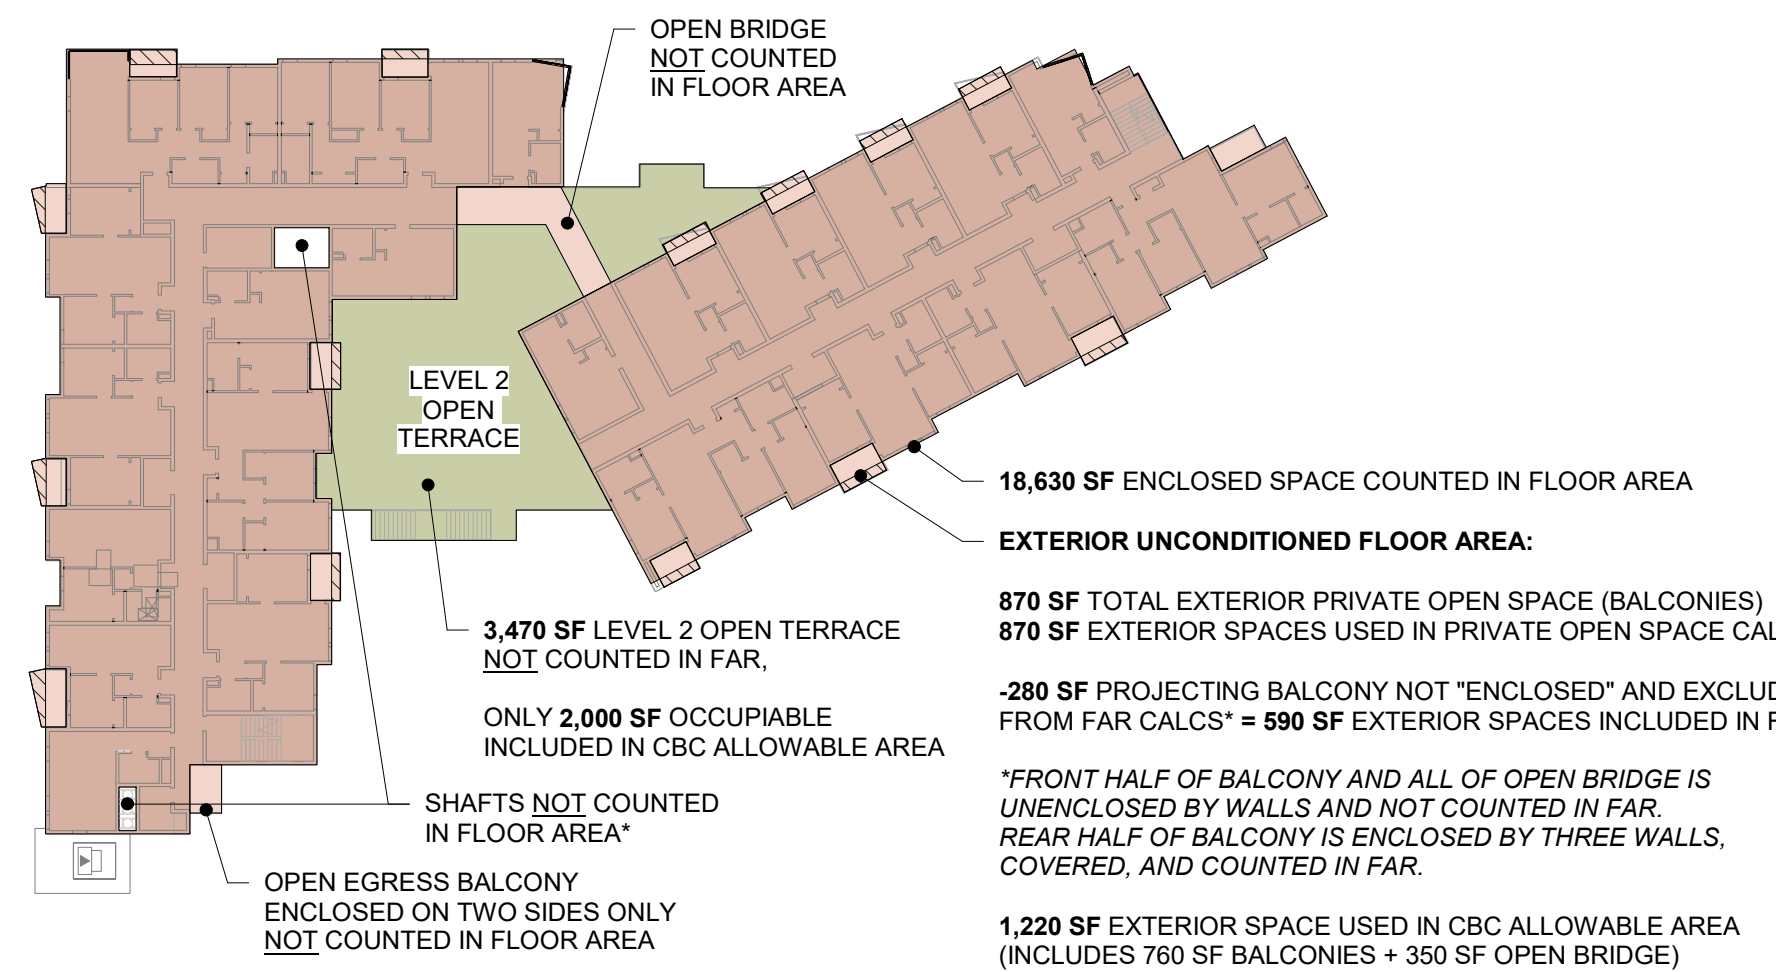 OPEN BRIDGE
NOT COUNTED
IN FLOOR AREA
LEVEL 2
OPEN
TERRACE
18,630 SF ENCLOSED SPACE COUNTED IN FLOOR AREA
EXTERIOR UNCONDITIONED FLOOR AREA:
870 SF TOTAL EXTERIOR PRIVATE OPEN SPACE (BALCONIES)
870 SF EXTERIOR SPACES USED IN PRIVATE OPEN SPACE CAL
-280 SF PROJECTING BALCONY NOT "ENCLOSED" AND EXCLUD
FROM FAR CALCS* = 590 SF EXTERIOR SPACES INCLUDED IN F
*FRONT HALF OF BALCONY AND ALL OF OPEN BRIDGE IS
UNENCLOSED BY WALLS AND NOT COUNTED IN FAR.
REAR HALF OF BALCONY IS ENCLOSED BY THREE WALLS,
COVERED, AND COUNTED IN FAR.
1,220 SF EXTERIOR SPACE USED IN CBC ALLOWABLE AREA
(INCLUDES 760 SF BALCONIES + 350 SF OPEN BRIDGE)
3,470 SF LEVEL 2 OPEN TERRACE
NOT COUNTED IN FAR,
ONLY 2,000 SF OCCUPIABLE
INCLUDED IN CBC ALLOWABLE AREA
SHAFTS NOT COUNTED
IN FLOOR AREA*
OPEN EGRESS BALCONY
ENCLOSED ON TWO SIDES ONLY
NOT COUNTED IN FLOOR AREA